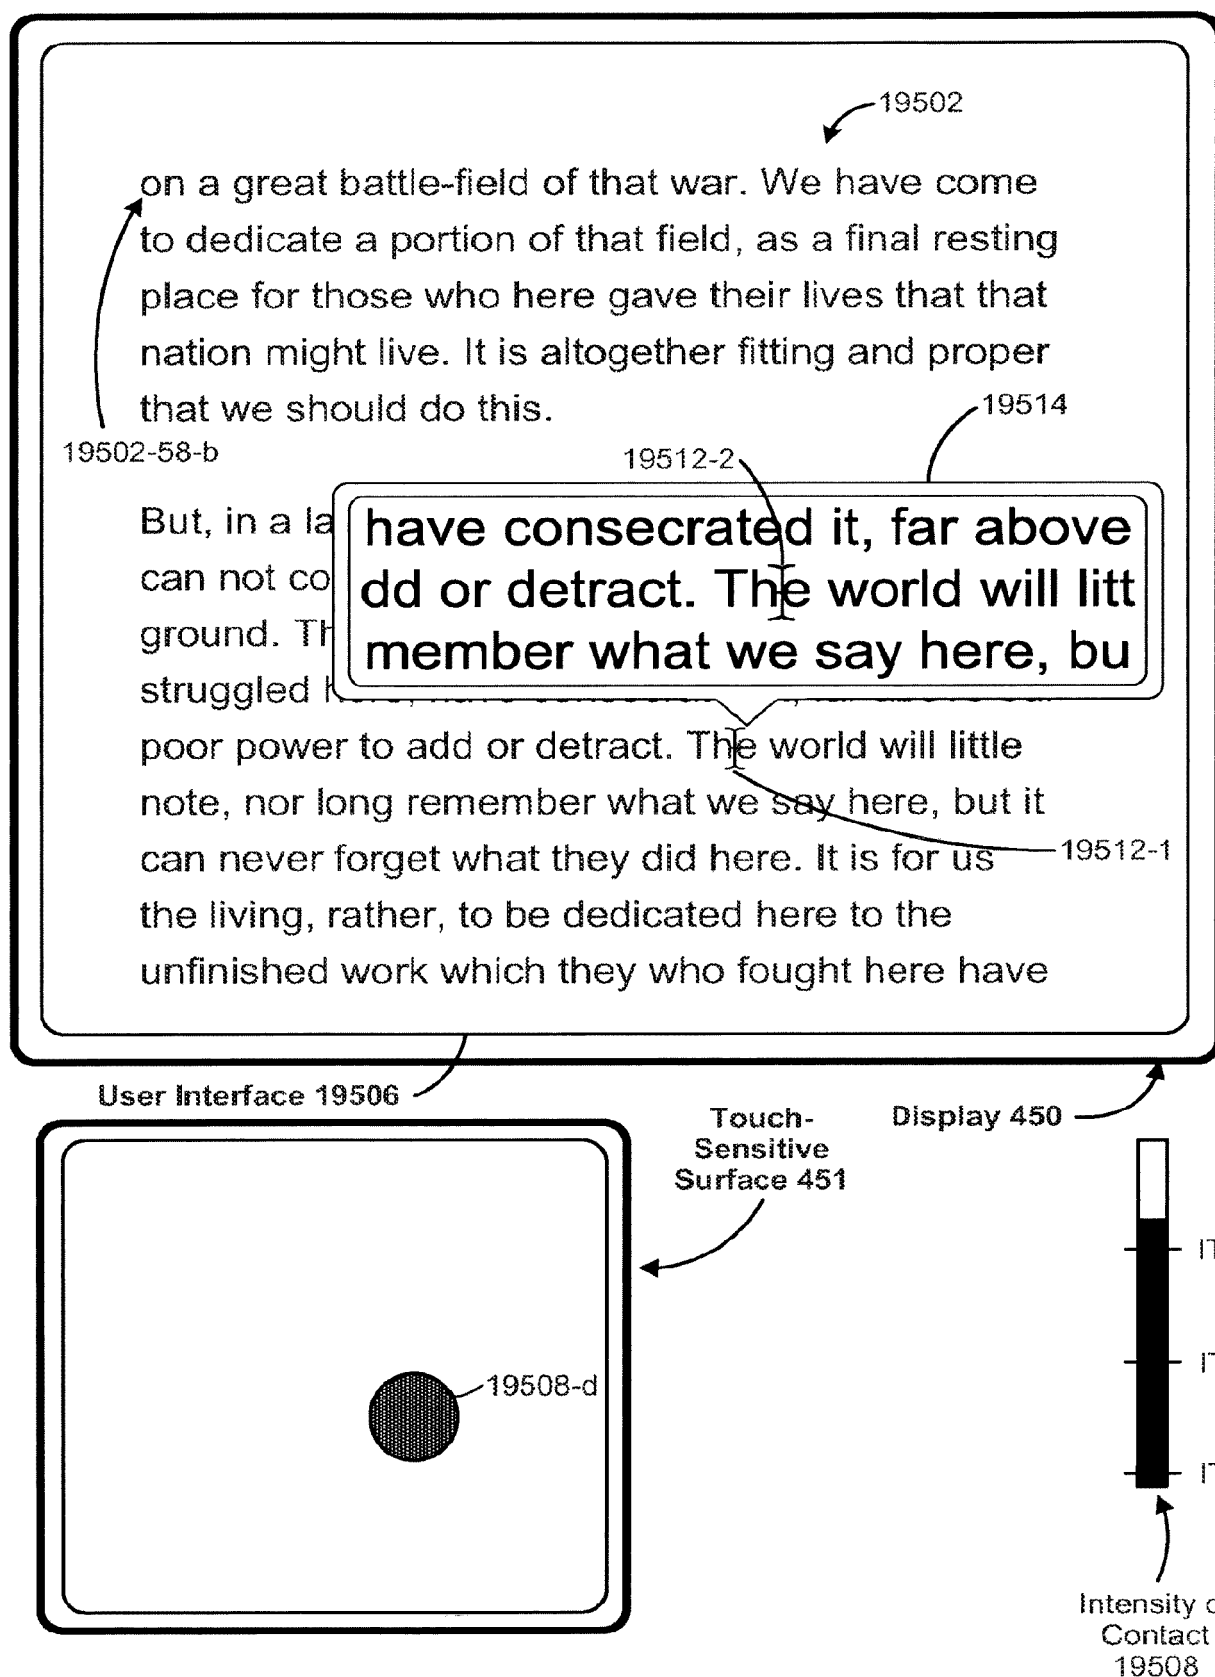 19502
on a great battle-field of that war. We have come
to dedicate a portion of that field, as a final resting
place for those who here gave their lives that that
nation might live. It is altogether fitting and proper
that we should do this.
19514
19502-58-b
19512-2
But, in a la
can not co
ground. Th
struggled
have consecrated it, far above
dd or detract. The world will litt
member what we say here, bu
poor power to add or detract. The world will little
note, nor long remember what we say here, but it
can never forget what they did here. It is for us
19512-1
the living, rather, to be dedicated here to the
unfinished work which they who fought here have
User Interface 19506
Touch-
Sensitive
Surface 451
Display 450
19508-d
IT
IT
IT
Intensity o
Contact
19508